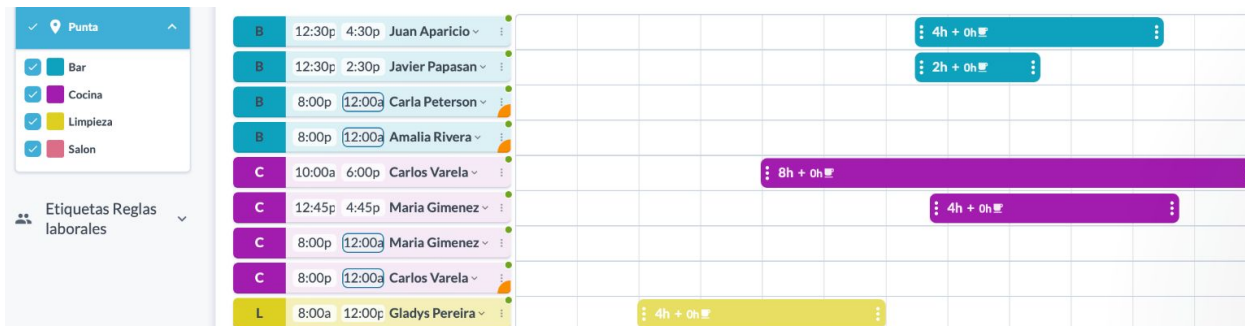 Punta
Bar
Cocina
Limpieza
Salon
Etiquetas Reglas
laborales
B 12:30p 4:30p Juan Aparicio 4h + 0h
B 12:30p 2:30p Javier Papasan 2h + 0h
B 8:00p 12:00a Carla Peterson
B 8:00p 12:00a Amalia Rivera
C 10:00a 6:00p Carlos Varela 8h + 0h
C 12:45p 4:45p Maria Gimenez 4h + 0h
C 8:00p 12:00a Maria Gimenez
C 8:00p 12:00a Carlos Varela
L 8:00a 12:00p Gladys Pereira 4h + 0h